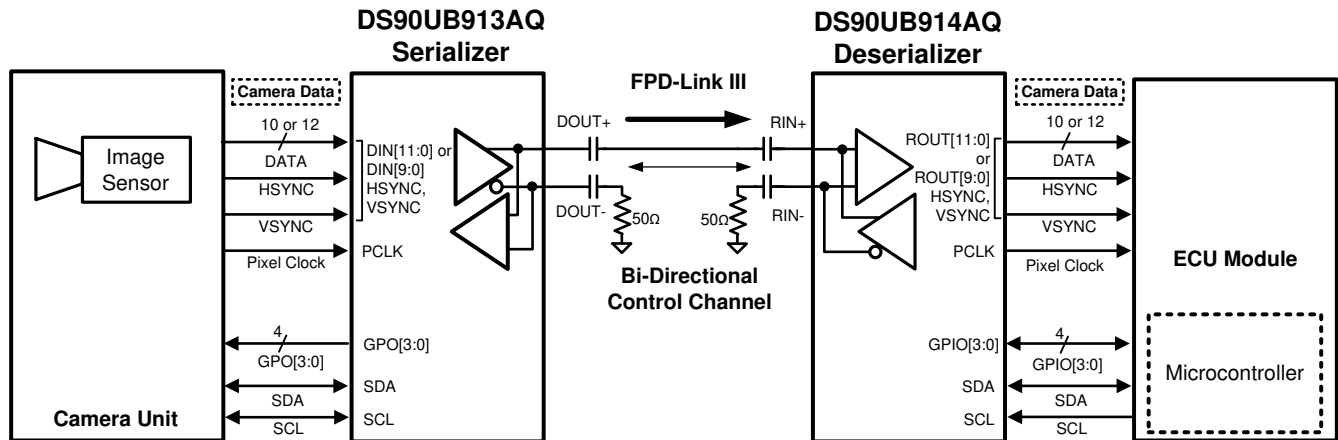 DS90UB913AQ
Serializer
DS90UB914AQ
Deserializer
Camera Data
FPD-Link III
Camera Data
Image
Sensor
10 or 12
DATA
HSYNC
VSYNC
Pixel Clock
4
GPO[3:0]
SDA
SCL
Camera Unit
DIN[11:0] or
DIN[9:0]
HSYNC,
VSYNC
PCLK
GPO[3:0]
SDA
SCL
DOUT+
DOUT-
50Ω
50Ω
RIN+
RIN-
Bi-Directional
Control Channel
ROUT[11:0]
or
ROUT[9:0]
HSYNC,
VSYNC
PCLK
GPIO[3:0]
SDA
SCL
10 or 12
DATA
HSYNC
VSYNC
Pixel Clock
4
GPIO[3:0]
SDA
SCL
ECU Module
Microcontroller